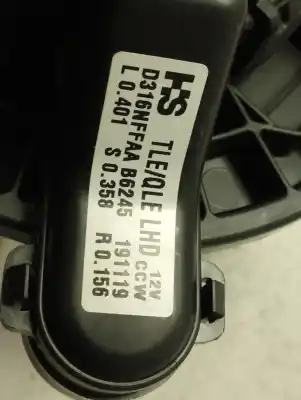 HS TLE/QLE LHD 12V CCW
D316NFFAA B6245 191119
L 0.401 S 0.358 R 0.156